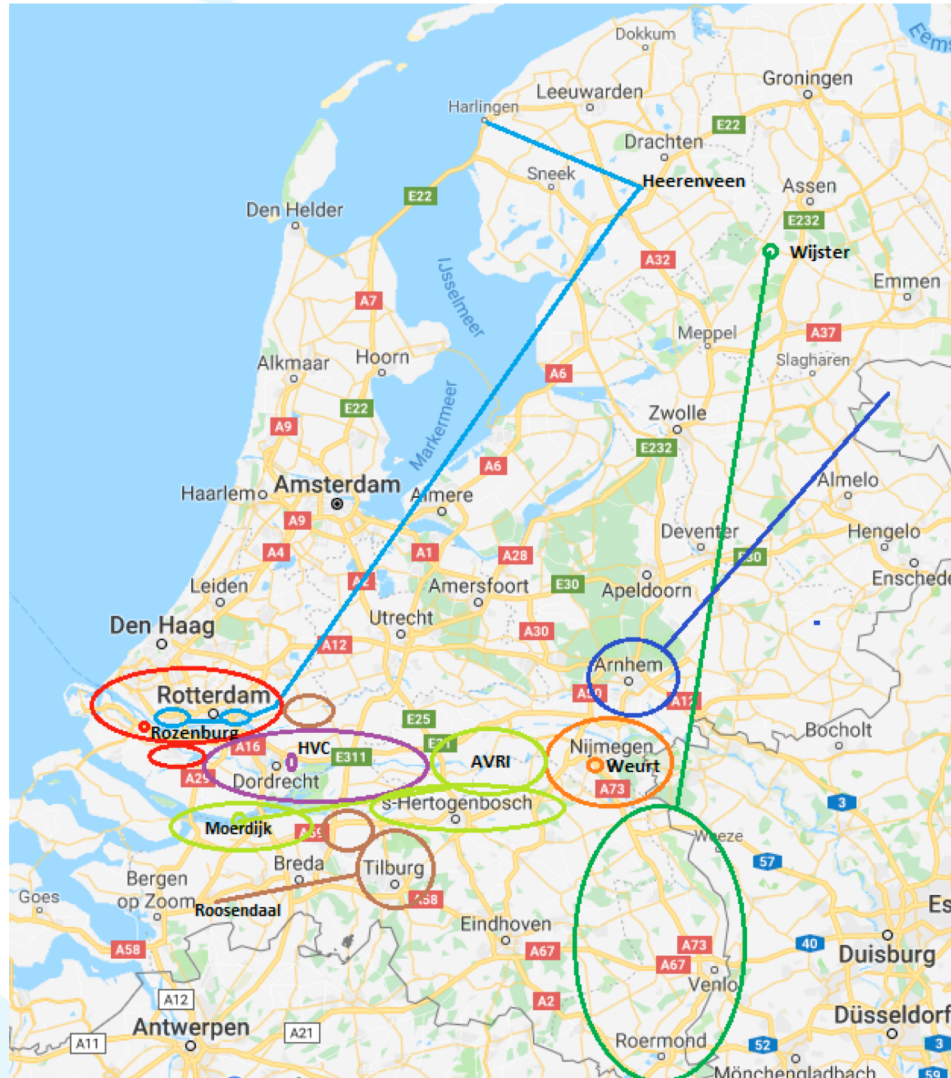 Dokkum
Eems
Groningen
Leeuwarden
Harlingen
E22
Drachten
Sneek
Heerenveen
Assen
E22
Den Helder
E232
Wijster
A32
IJsselmeer
Emmen
A7
Meppel
A37
Slagharen
Alkmaar
Hoorn
A6
E22
Markermeer
Zwolle
A9
E232
A6
Haarlem
Amsterdam
Almere
Almelo
A9
Deventer
Hengelo
A4
A1
A28
E30
E30
Enschede
Leiden
A2
Amersfoort
Apeldoorn
Utrecht
Den Haag
A30
A12
Arnhem
A50
A12
Rotterdam
E25
Rozenburg
Bocholt
A16
HVC
E311
E31
AVRI
Nijmegen
Weurt
A29
Dordrecht
A73
s-Hertogenbosch
3
Moerdijk
A59
Weeze
57
Breda
Tilburg
Bergen
op Zoom
Goes
Roosendaal
A58
Es
Eindhoven
A58
A67
A73
40
A67
Duisburg
Venlo
A12
A2
Antwerpen
A21
Düsseldorf
A11
Roermond
52
3
Mönchengladbach
59